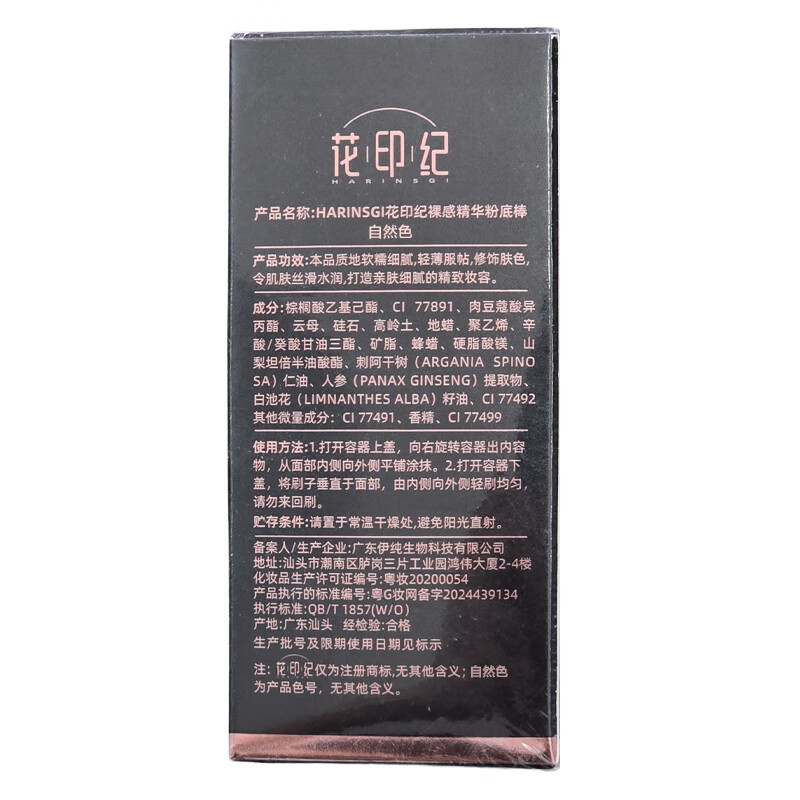 花印纪
HARINSGI
产品名称:HARINSGI花印纪裸感精华粉底棒
自然色
产品功效:本品质地软糯细腻,轻薄服帖,修饰肤色,
令肌肤丝滑水润,打造亲肤细腻的精致妆容。
成分:棕榈酸乙基己酯、CI 77891、肉豆蔻酸异
丙酯、云母、硅石、高岭土、地蜡、聚乙烯、辛
酸/癸酸甘油三酯、矿脂、蜂蜡、硬脂酸镁、山
梨坦倍半油酸酯、刺阿干树(ARGANIA SPINO
SA)仁油、人参(PANAX GINSENG)提取物、
白池花(LIMNANTHES ALBA)籽油、CI 77492
其他微量成分：CI 77491、香精、CI 77499
使用方法:1.打开容器上盖，向右旋转容器出内容
物，从面部内侧向外侧平铺涂抹。2.打开容器下
盖，将刷子垂直于面部，由内侧向外侧轻刷均匀，
请勿来回刷。
贮存条件:请置于常温干燥处,避免阳光直射。
备案人/生产企业:广东伊纯生物科技有限公司
地址:汕头市潮南区胪岗三片工业园鸿伟大厦2-4楼
化妆品生产许可证编号:粤妆20200054
产品执行的标准编号:粤G妆网备字2024439134
执行标准:QB/T 1857(W/O)
产地:广东汕头 经检验:合格
生产批号及限期使用日期见标示
注: 花印纪仅为注册商标,无其他含义；自然色
为产品色号，无其他含义。